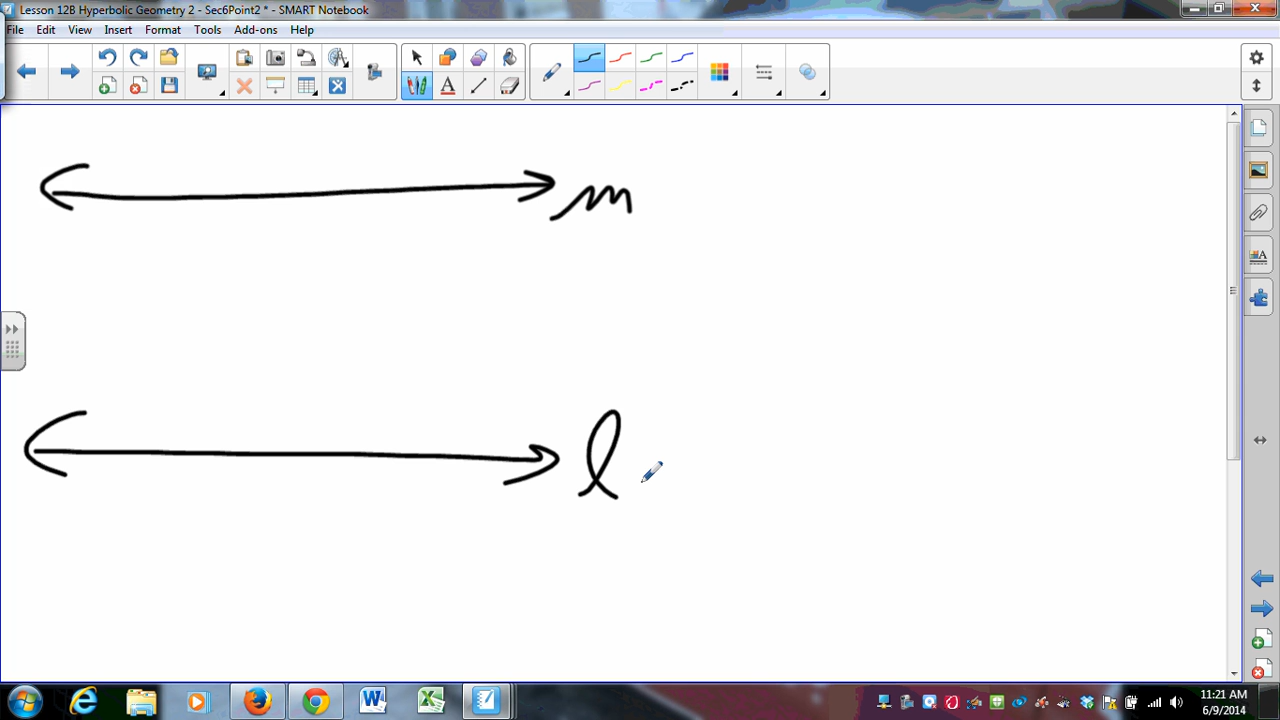 Lesson 12B Hyperbolic Geometry 2 - Sec6Point2 * - SMART Notebook
File Edit View Insert Format Tools Add-ons Help
m
l
11:21 AM
6/9/2014